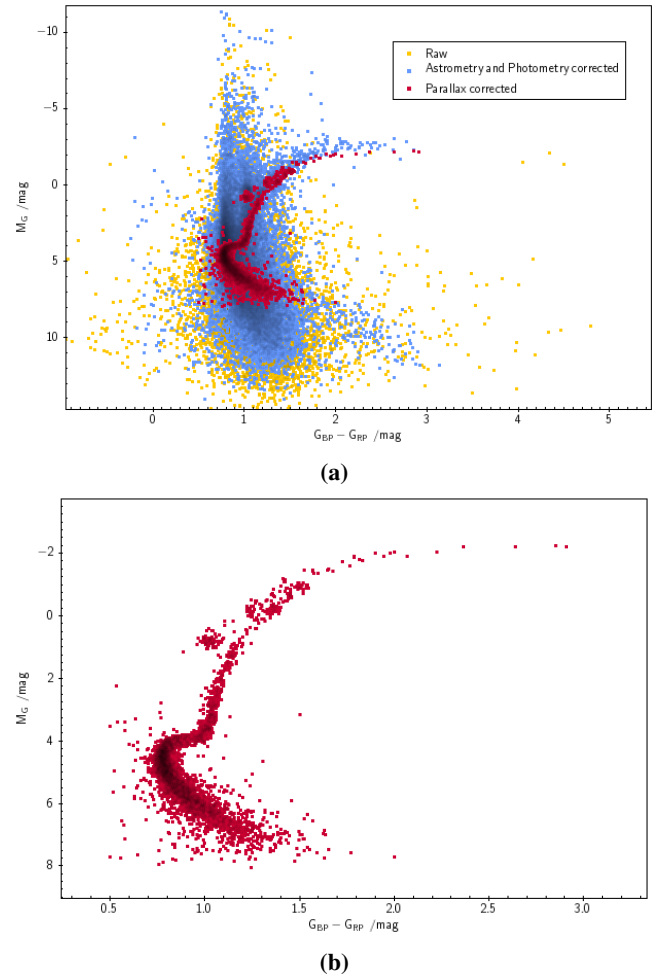 −10
−5
0
5
10
M_G /mag
Raw
Astrometry and Photometry corrected
Parallax corrected
0 1 2 3 4 5
G_BP − G_RP /mag
(a)
−2
0
2
4
6
8
M_G /mag
0.5 1.0 1.5 2.0 2.5 3.0
G_BP − G_RP /mag
(b)